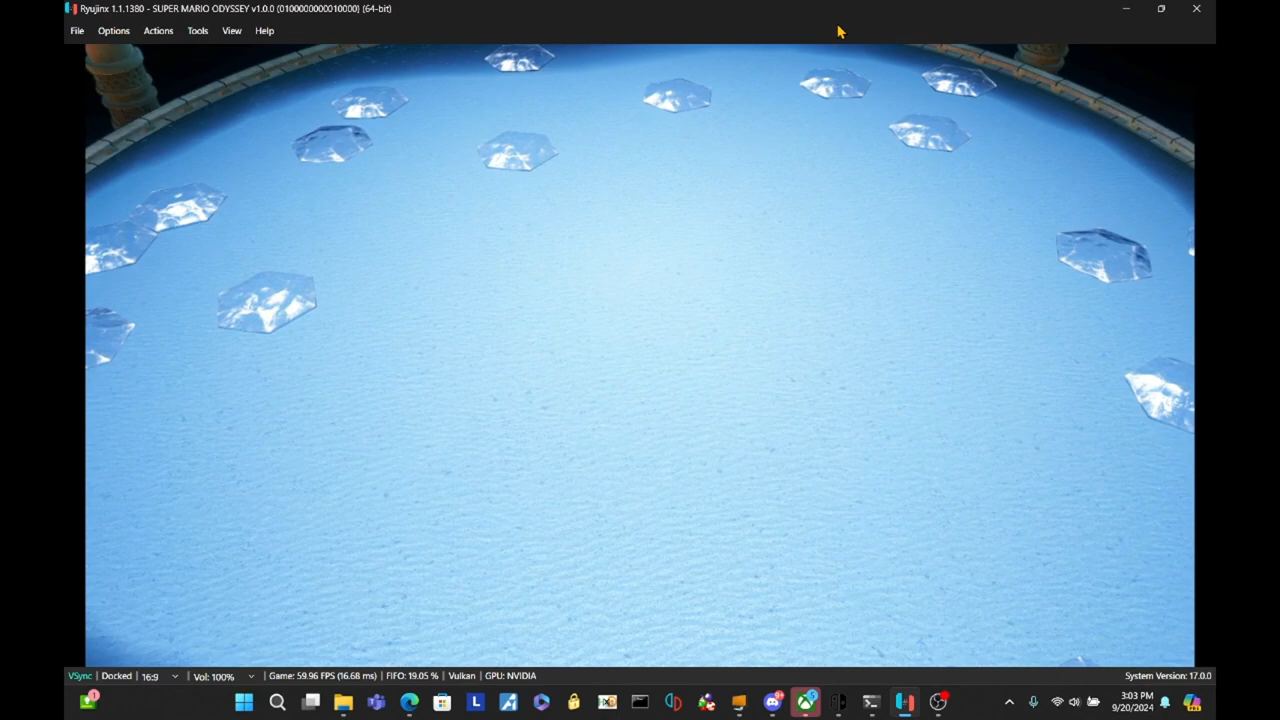 Ryujinx 1.1.1380 - SUPER MARIO ODYSSEY v1.0.0 (0100000000010000) (64-bit)
File Options Actions Tools View Help
VSync Docked 16:9 Vol: 100% Game: 59.96 FPS (16.68 ms) FIFO: 19.05 % Vulkan GPU: NVIDIA System Version: 17.0.0
3:03 PM
9/20/2024